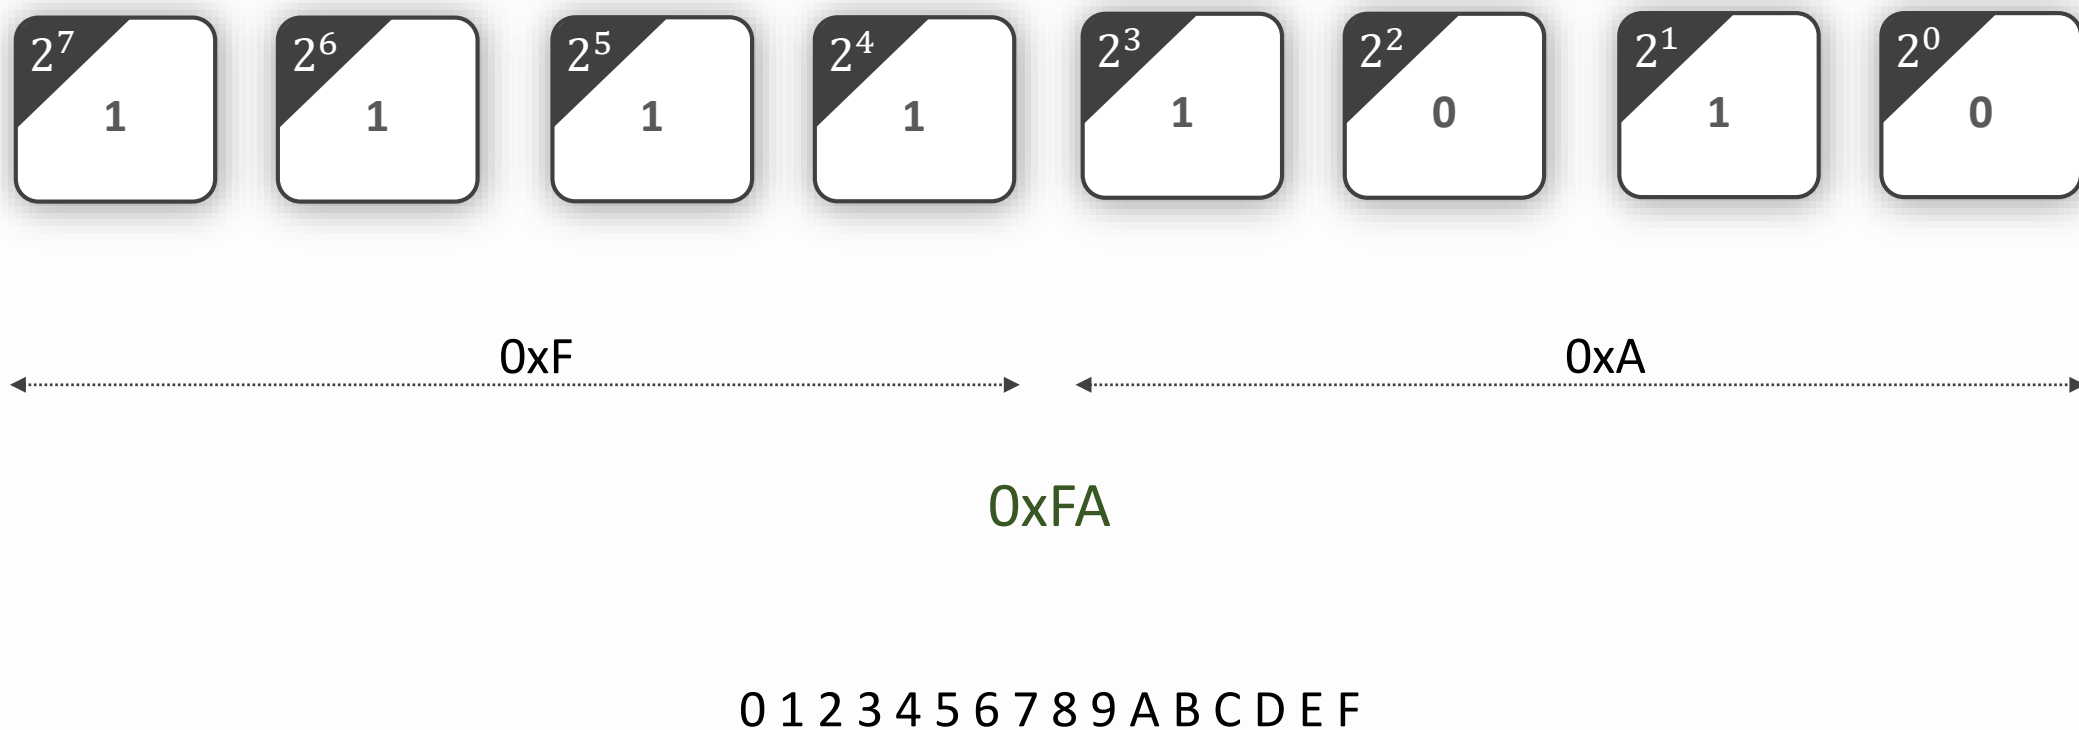 2⁷ 2⁶ 2⁵ 2⁴ 2³ 2² 2¹ 2⁰
1 1 1 1 1 0 1 0
0xF 0xA
0xFA
0 1 2 3 4 5 6 7 8 9 A B C D E F